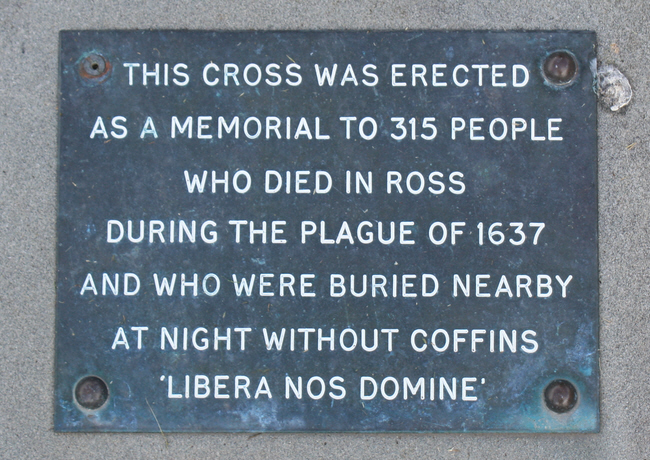 THIS CROSS WAS ERECTED
AS A MEMORIAL TO 315 PEOPLE
WHO DIED IN ROSS
DURING THE PLAGUE OF 1637
AND WHO WERE BURIED NEARBY
AT NIGHT WITHOUT COFFINS
'LIBERA NOS DOMINE'